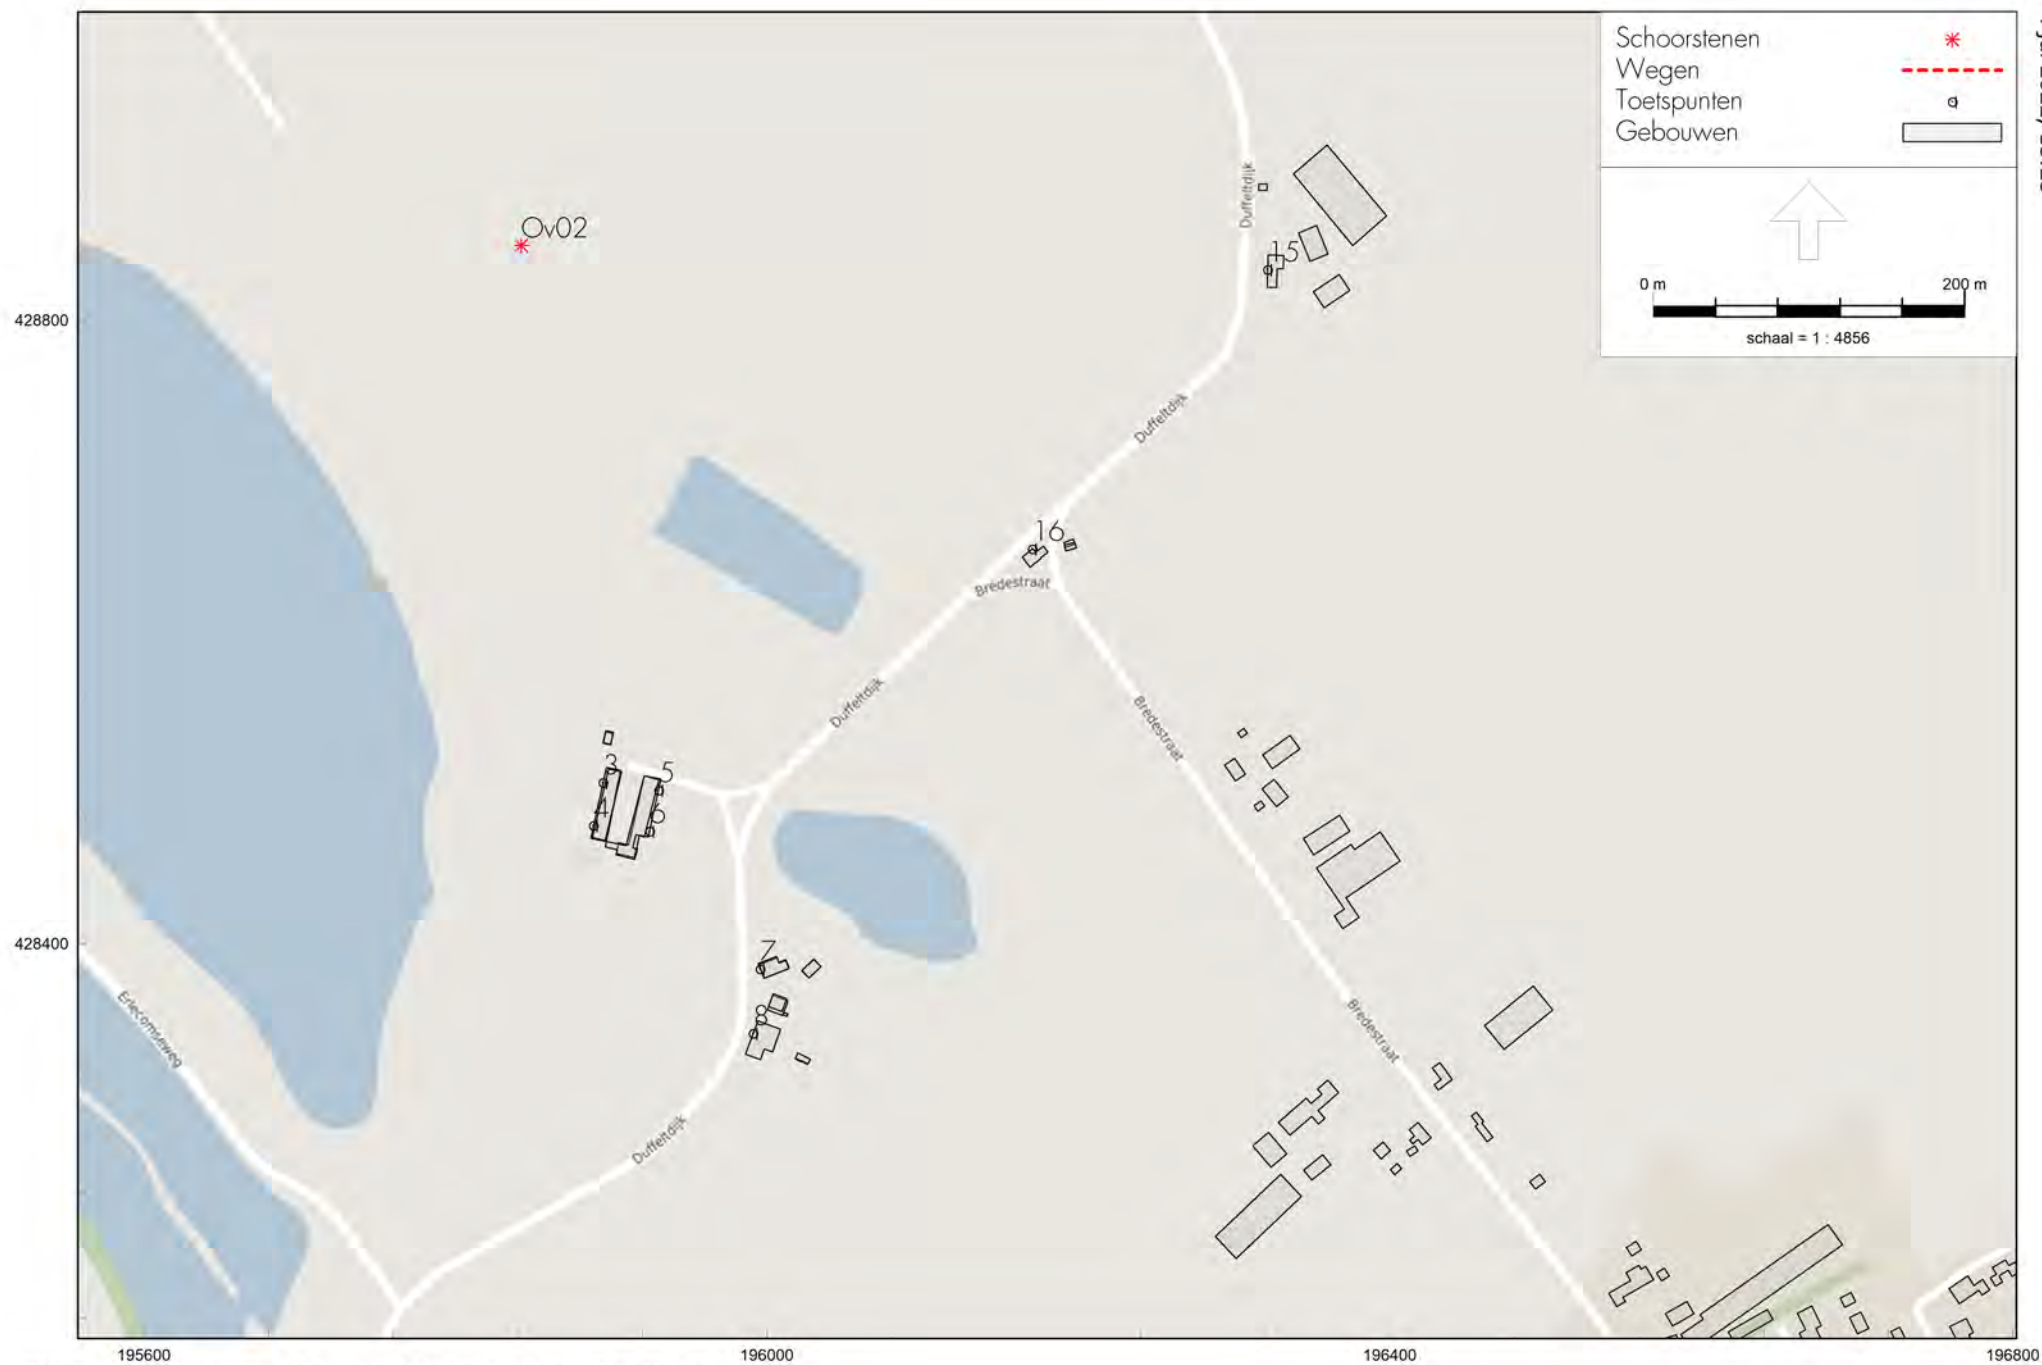 Schoorstenen
Wegen
Toetspunten
Gebouwen
0 m 200 m
schaal = 1 : 4856
Ov02
Duffeltdijk
15
428800
Duffeltdijk
16
Bredestraat
Duffeltdijk
Bredestraat
3
5
4
6
428400
7
8
Erlecomseweg
Bredestraat
Duffeltdijk
195600
196000
196400
196800